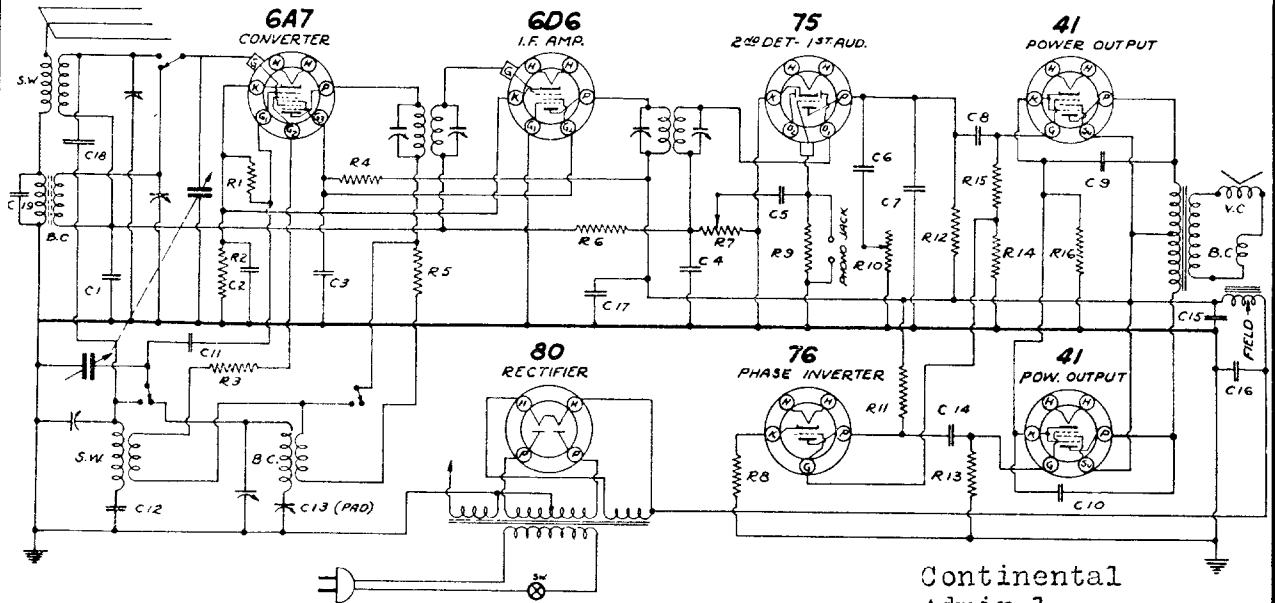 6A7
CONVERTER
6D6
I.F. AMP.
75
2ND DET- 1ST. AUD.
41
POWER OUTPUT
S.W.
C18
C19
B.C
C1
G
H
H
K
P
G1
G2
R1
R2
C2
C3
R4
R5
G
H
H
K
P
R6
C17
C4
R7
C5
R9
PHONO JACK
H
H
K
P
C6
C7
R10
R12
C8
R15
R14
H
H
K
P
G
C9
R16
V.C
B.C
FIELD
C15
C16
C11
R3
S.W.
B.C.
C12
C13 (PAD)
80
RECTIFIER
H
H
P
P
SW.
76
PHASE INVERTER
H
H
K
P
G
R8
R11
C14
R13
41
POW. OUTPUT
H
H
K
P
G
C10
Continental